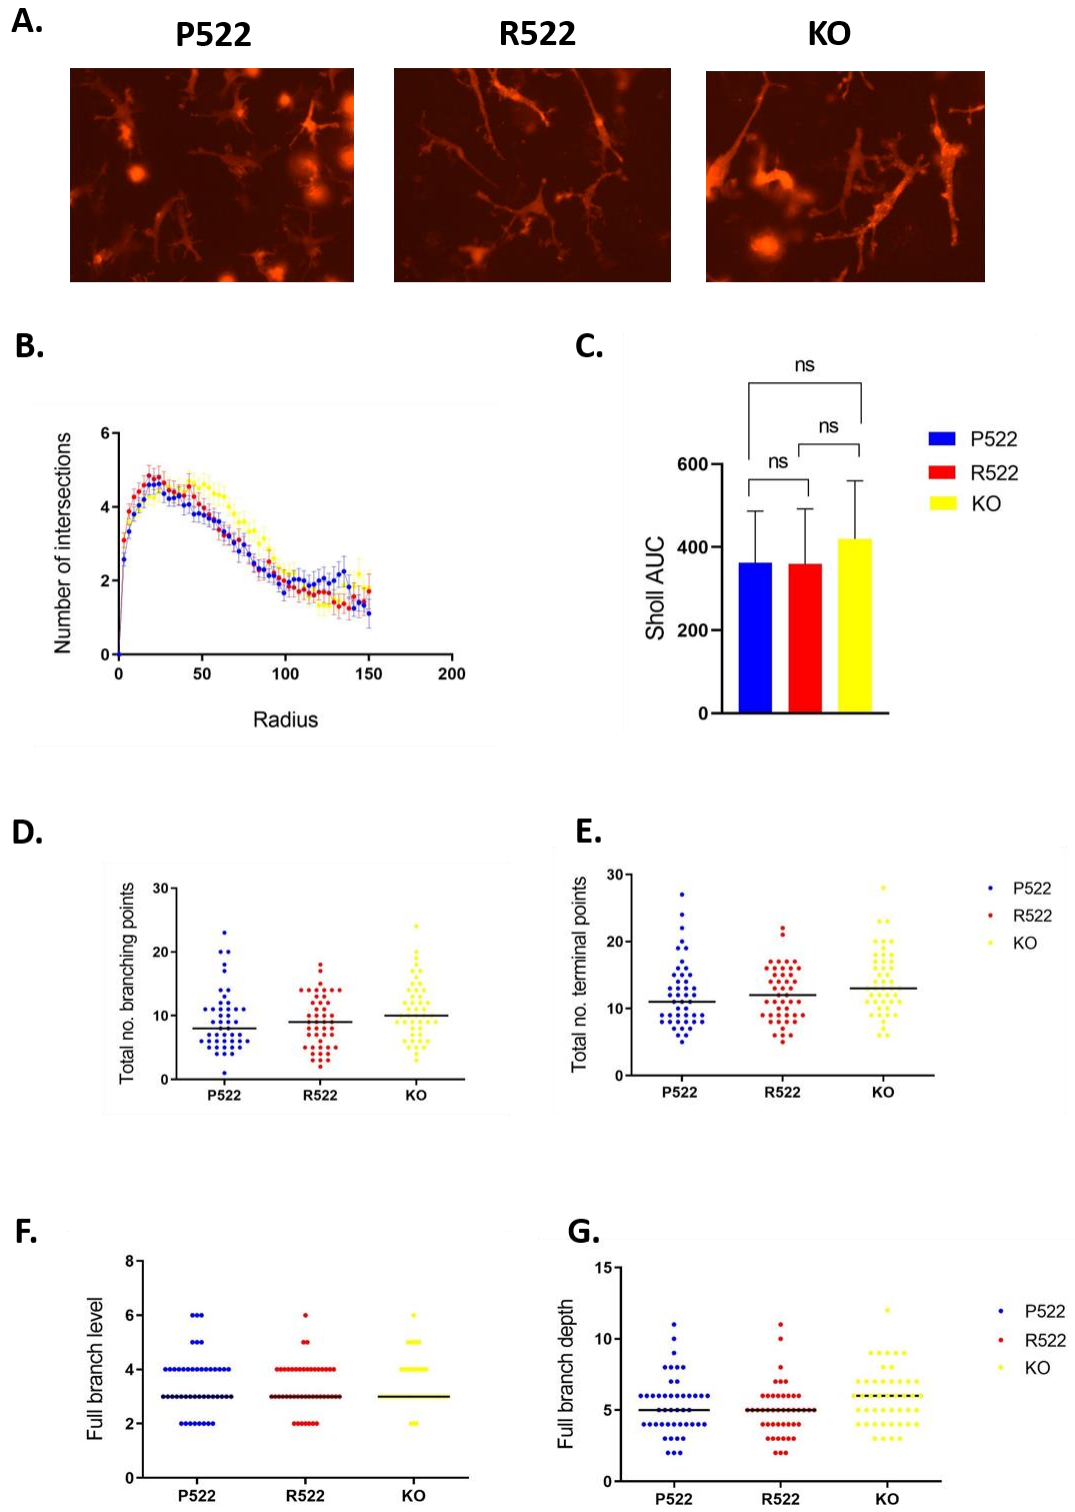 A.
P522
R522
KO
B.
Number of intersections
6
4
2
0
0 50 100 150 200
Radius
C.
ns
ns
ns
Sholl AUC
600
400
200
0
P522
R522
KO
D.
Total no. branching points
30
20
10
0
P522 R522 KO
E.
Total no. terminal points
30
20
10
0
P522 R522 KO
P522
R522
KO
F.
Full branch level
8
6
4
2
0
P522 R522 KO
G.
Full branch depth
15
10
5
0
P522 R522 KO
P522
R522
KO